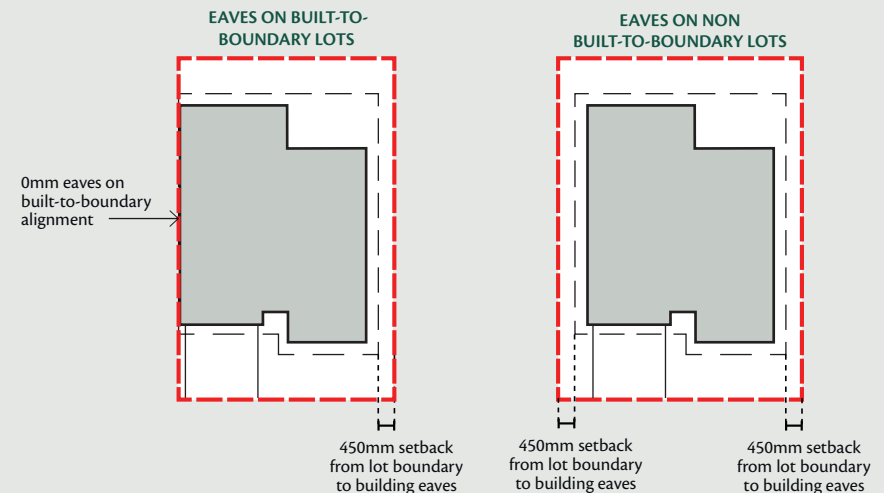 EAVES ON BUILT-TO-
BOUNDARY LOTS
EAVES ON NON
BUILT-TO-BOUNDARY LOTS
0mm eaves on
built-to-boundary
alignment
450mm setback
from lot boundary
to building eaves
450mm setback
from lot boundary
to building eaves
450mm setback
from lot boundary
to building eaves